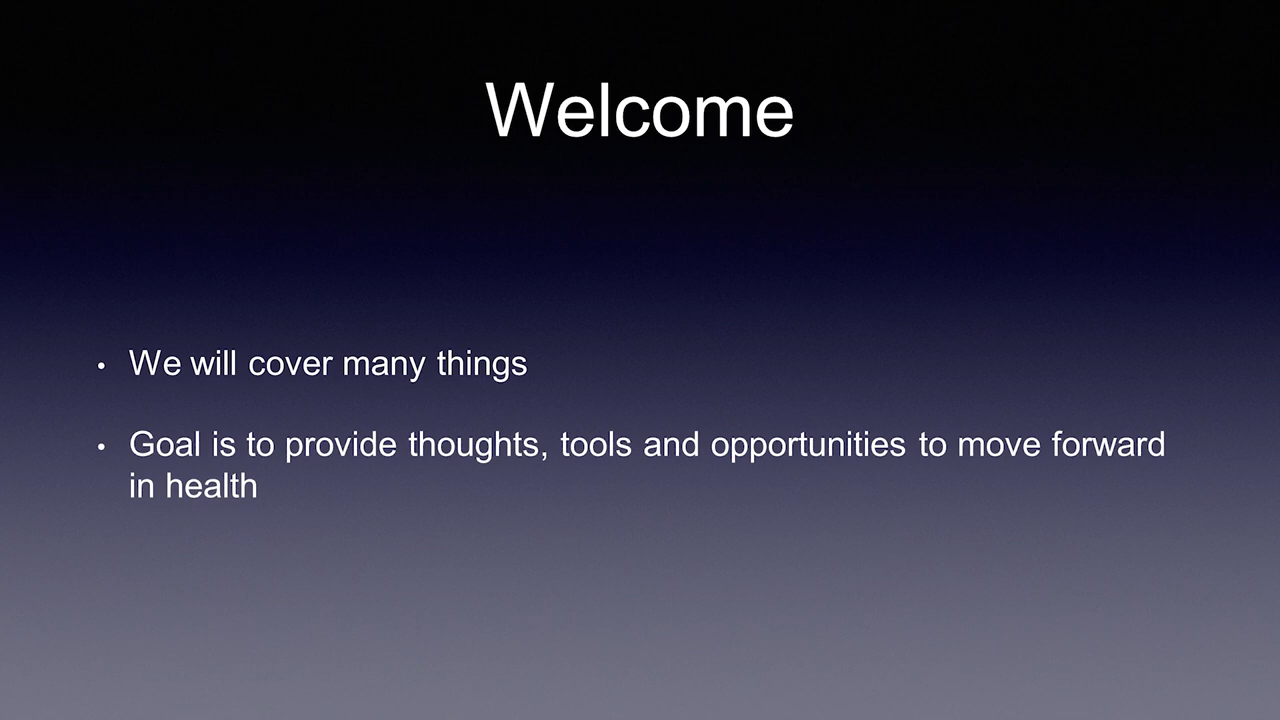 Welcome
• We will cover many things
• Goal is to provide thoughts, tools and opportunities to move forward
in health